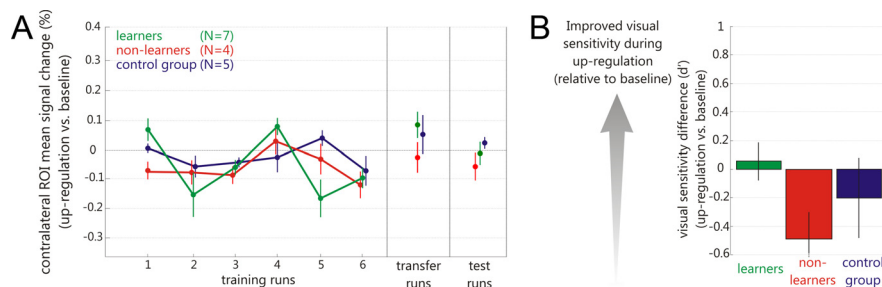 A
contralateral ROI mean signal change (%)
(up-regulation vs. baseline)
0.4
0.3
0.2
0.1
0
-0.1
-0.2
-0.3
learners (N=7)
non-learners (N=4)
control group (N=5)
1 2 3 4 5 6
training runs
transfer
runs
test
runs
B
Improved visual
sensitivity during
up-regulation
(relative to baseline)
visual sensitivity difference (d')
(up-regulation vs. baseline)
1
0.8
0.6
0.4
0.2
0
-0.2
-0.4
-0.6
learners
non-
learners
control
group